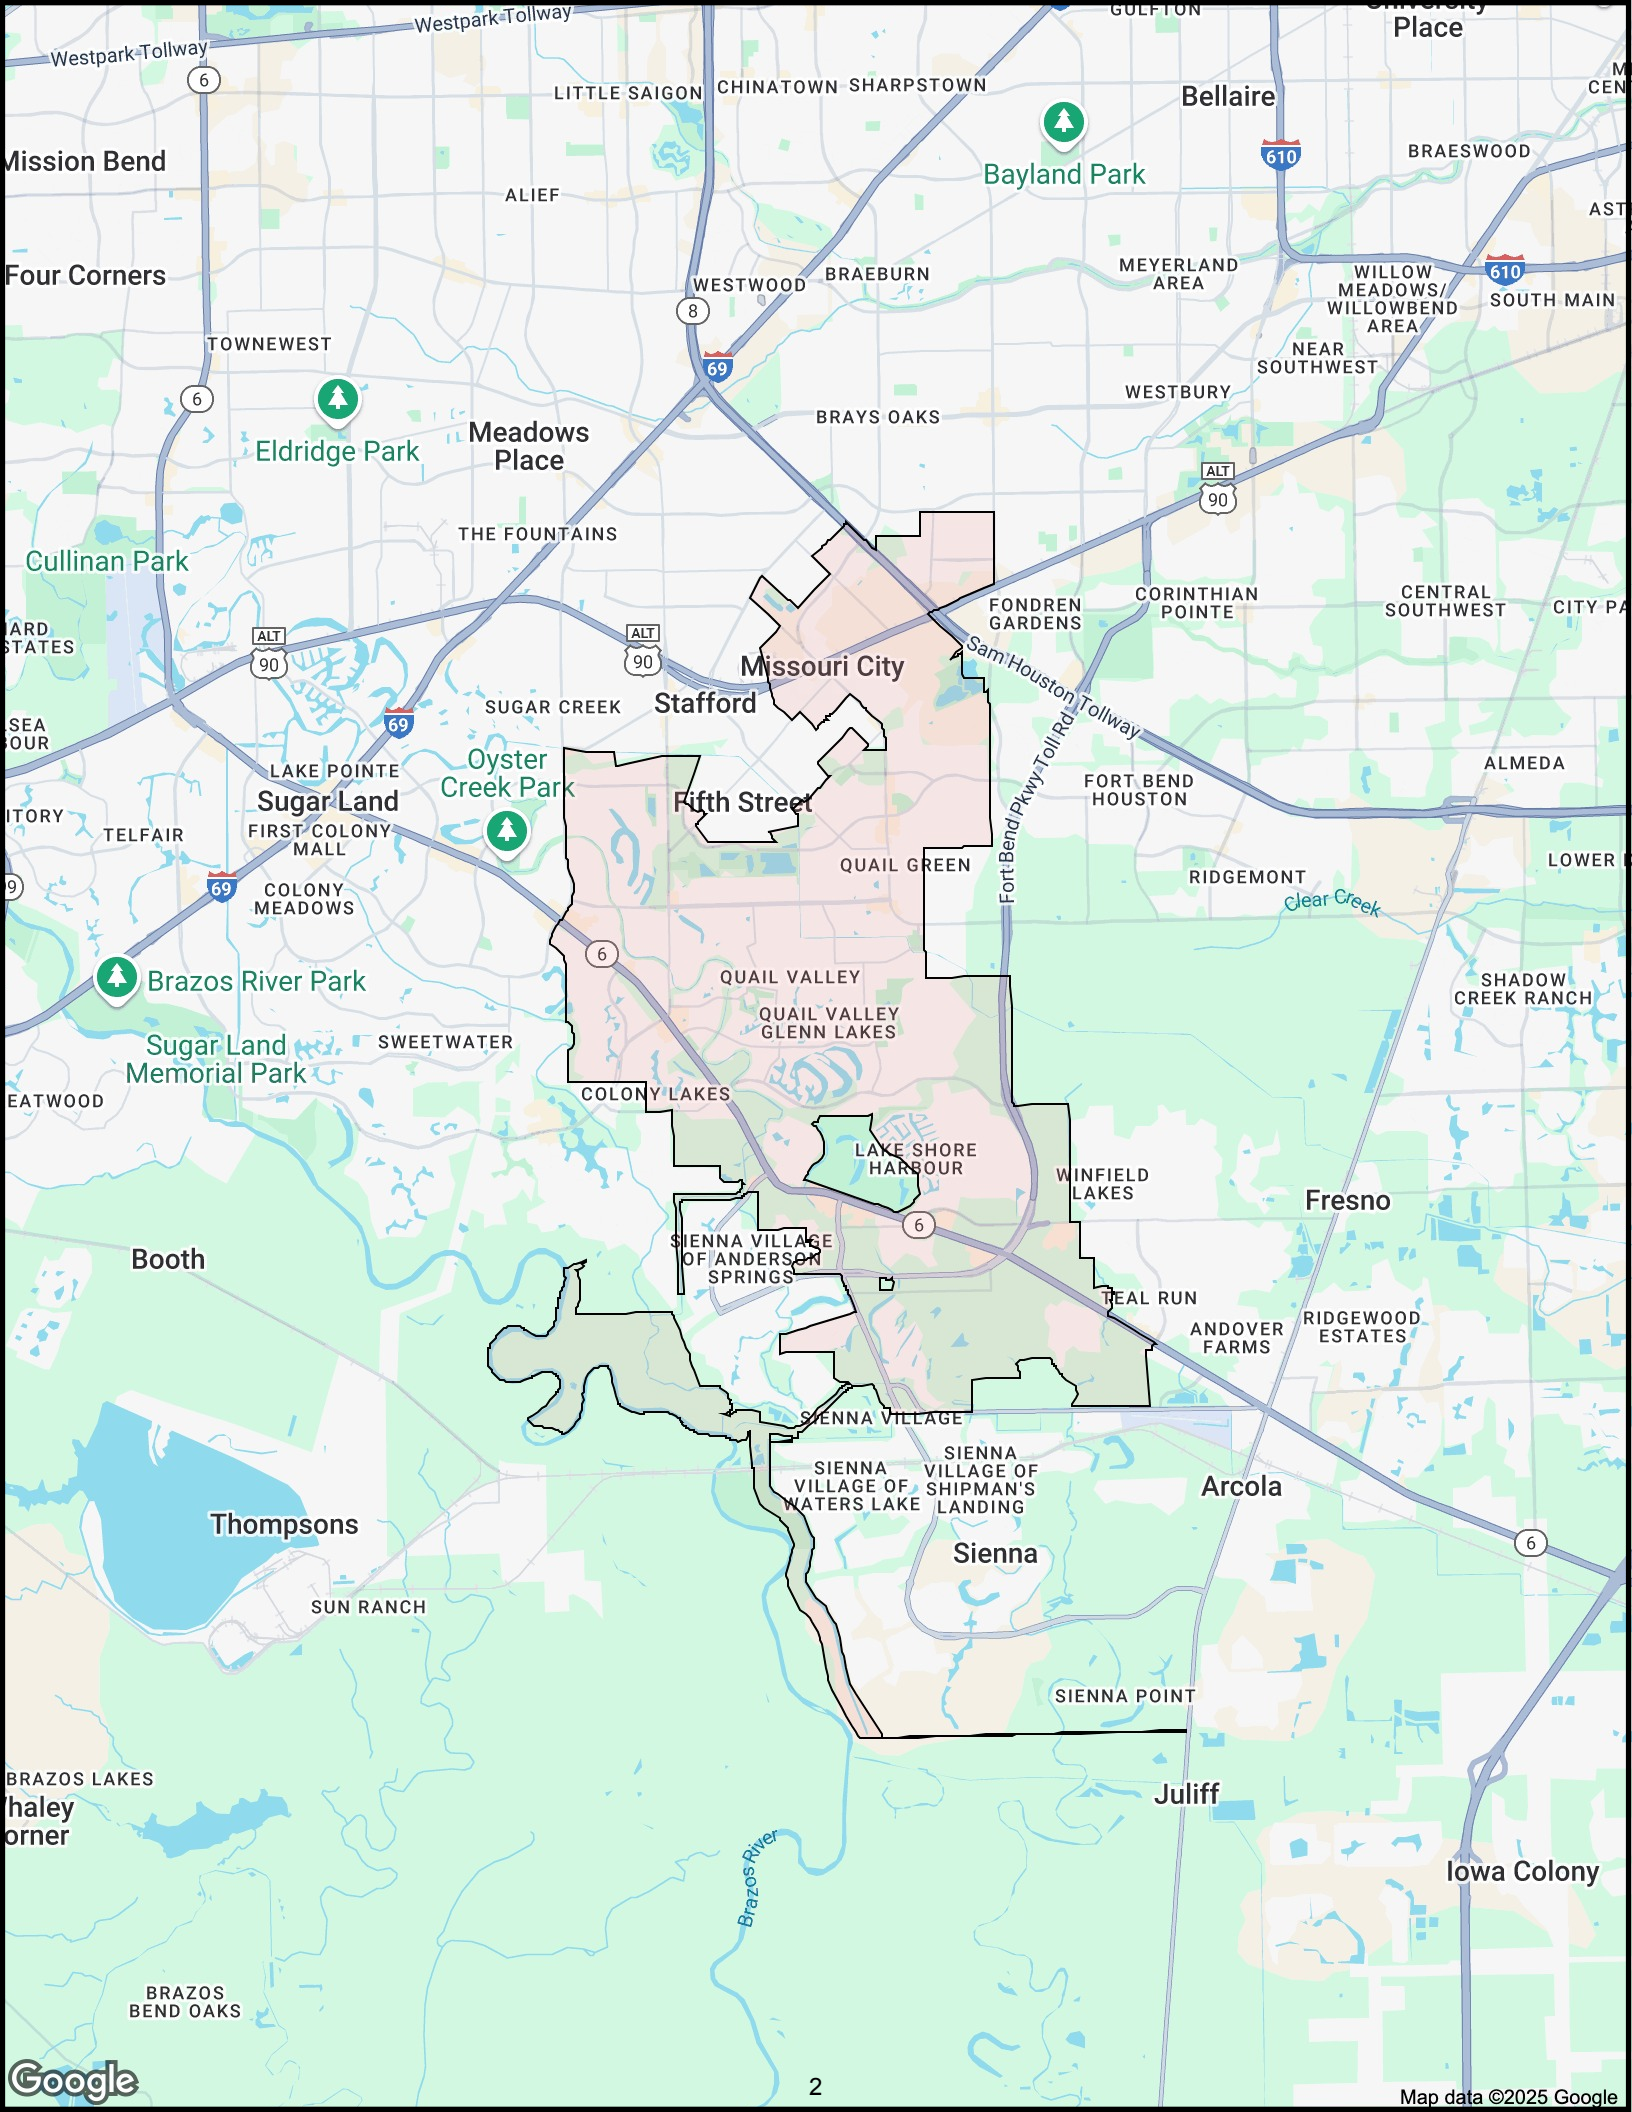 GULFTON
University
Place
Westpark Tollway
Westpark Tollway
6
LITTLE SAIGON
CHINATOWN
SHARPSTOWN
Bellaire
Mission Bend
610
BRAESWOOD
Bayland Park
ALIEF
Four Corners
WESTWOOD
BRAEBURN
MEYERLAND
AREA
610
WILLOW
MEADOWS/
WILLOWBEND
AREA
SOUTH MAIN
8
TOWNEWEST
NEAR
SOUTHWEST
69
6
WESTBURY
BRAYS OAKS
Meadows
Place
Eldridge Park
ALT
90
THE FOUNTAINS
Cullinan Park
FONDREN
GARDENS
CORINTHIAN
POINTE
CENTRAL
SOUTHWEST
CITY PA
ALT
90
ALT
90
Sam Houston Tollway
Missouri City
Stafford
SUGAR CREEK
69
Fort Bend Pkwy Toll Rd
Oyster
Creek Park
LAKE POINTE
Sugar Land
FIRST COLONY
MALL
TELFAIR
Fifth Street
FORT BEND
HOUSTON
ALMEDA
QUAIL GREEN
LOWER
RIDGEMONT
Clear Creek
69
COLONY
MEADOWS
6
Brazos River Park
QUAIL VALLEY
SHADOW
CREEK RANCH
QUAIL VALLEY
GLENN LAKES
SWEETWATER
Sugar Land
Memorial Park
EATWOOD
COLONY LAKES
LAKE SHORE
HARBOUR
WINFIELD
LAKES
Fresno
6
Booth
SIENNA VILLAGE
OF ANDERSON
SPRINGS
TEAL RUN
ANDOVER
FARMS
RIDGEWOOD
ESTATES
SIENNA VILLAGE
SIENNA
VILLAGE OF
SHIPMAN'S
LANDING
SIENNA
VILLAGE OF
WATERS LAKE
Arcola
Thompsons
Sienna
6
SUN RANCH
SIENNA POINT
BRAZOS LAKES
Whaley
Corner
Juliff
Brazos River
Iowa Colony
BRAZOS
BEND OAKS
Google
2
Map data ©2025 Google